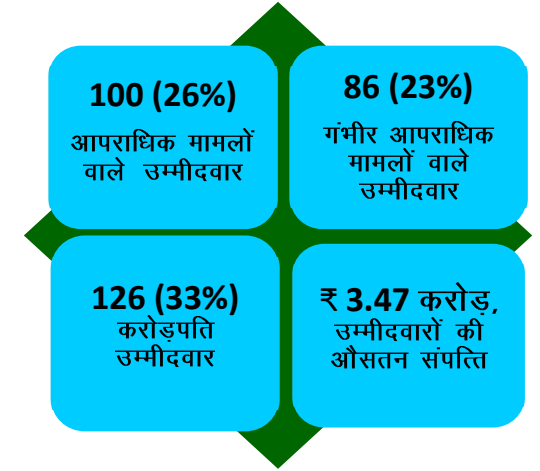 100 (26%)
आपराधिक मामलों
वाले उम्मीदवार
86 (23%)
गंभीर आपराधिक
मामलों वाले
उम्मीदवार
126 (33%)
करोड़पति
उम्मीदवार
₹ 3.47 करोड़,
उम्मीदवारों की
औसतन संपत्ति